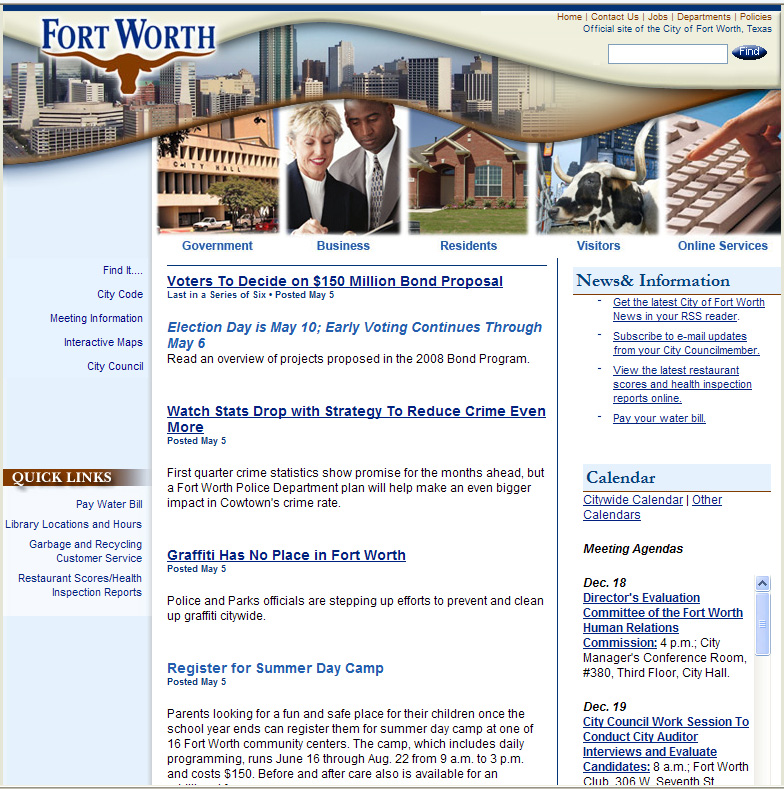 FORT WORTH
Home | Contact Us | Jobs | Departments | Policies
Official site of the City of Fort Worth, Texas
Find
CITY HALL
Government
Business
Residents
Visitors
Online Services
Find It....
City Code
Meeting Information
Interactive Maps
City Council
QUICK LINKS
Pay Water Bill
Library Locations and Hours
Garbage and Recycling
Customer Service
Restaurant Scores/Health
Inspection Reports
Voters To Decide on $150 Million Bond Proposal
Last in a Series of Six • Posted May 5
Election Day is May 10; Early Voting Continues Through
May 6
Read an overview of projects proposed in the 2008 Bond Program.
Watch Stats Drop with Strategy To Reduce Crime Even
More
Posted May 5
First quarter crime statistics show promise for the months ahead, but
a Fort Worth Police Department plan will help make an even bigger
impact in Cowtown's crime rate.
Graffiti Has No Place in Fort Worth
Posted May 5
Police and Parks officials are stepping up efforts to prevent and clean
up graffiti citywide.
Register for Summer Day Camp
Posted May 5
Parents looking for a fun and safe place for their children once the
school year ends can register them for summer day camp at one of
16 Fort Worth community centers. The camp, which includes daily
programming, runs June 16 through Aug. 22 from 9 a.m. to 3 p.m.
and costs $150. Before and after care also is available for an
News& Information
- Get the latest City of Fort Worth
News in your RSS reader.
- Subscribe to e-mail updates
from your City Councilmember.
- View the latest restaurant
scores and health inspection
reports online.
- Pay your water bill.
Calendar
Citywide Calendar | Other
Calendars
Meeting Agendas
Dec. 18
Director's Evaluation
Committee of the Fort Worth
Human Relations
Commission: 4 p.m.; City
Manager's Conference Room,
#380, Third Floor, City Hall.
Dec. 19
City Council Work Session To
Conduct City Auditor
Interviews and Evaluate
Candidates: 8 a.m.; Fort Worth
Club, 306 W. Seventh St.